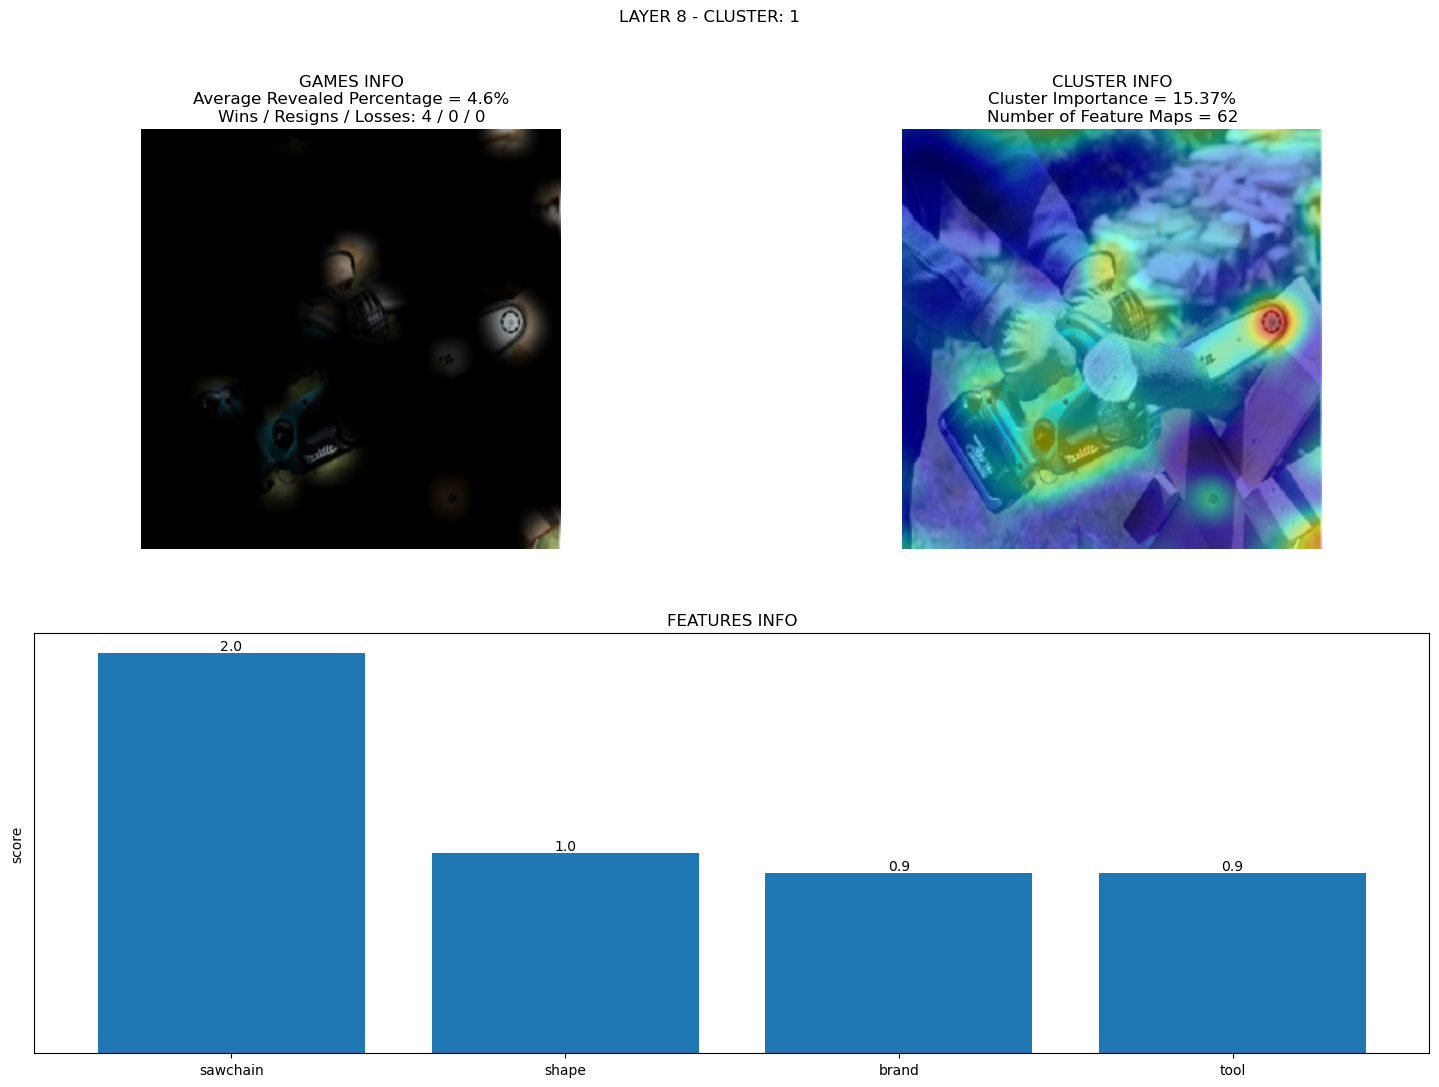 LAYER 8 - CLUSTER: 1
GAMES INFO
Average Revealed Percentage = 4.6%
Wins / Resigns / Losses: 4 / 0 / 0
CLUSTER INFO
Cluster Importance = 15.37%
Number of Feature Maps = 62
makita
makita
FEATURES INFO
score
2.0
1.0
0.9
0.9
sawchain
shape
brand
tool